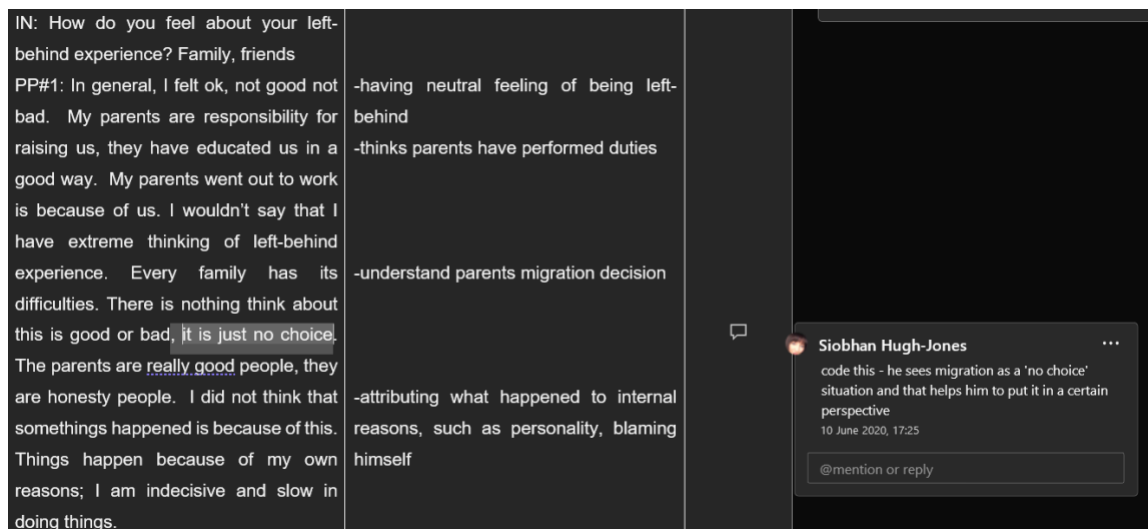 IN: How do you feel about your left-
behind experience? Family, friends
PP#1: In general, I felt ok, not good not
bad. My parents are responsibility for
raising us, they have educated us in a
good way. My parents went out to work
is because of us. I wouldn't say that I
have extreme thinking of left-behind
experience. Every family has its
difficulties. There is nothing think about
this is good or bad, it is just no choice.
The parents are really good people, they
are honesty people. I did not think that
somethings happened is because of this.
Things happen because of my own
reasons; I am indecisive and slow in
doing things.
-having neutral feeling of being left-
behind
-thinks parents have performed duties
-understand parents migration decision
-attributing what happened to internal
reasons, such as personality, blaming
himself
Siobhan Hugh-Jones
code this - he sees migration as a 'no choice'
situation and that helps him to put it in a certain
perspective
10 June 2020, 17:25
@mention or reply